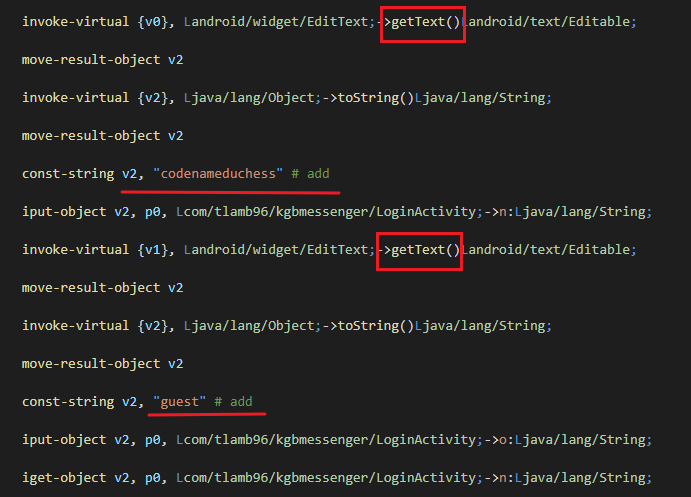 invoke-virtual {v0}, Landroid/widget/EditText;->getText()Landroid/text/Editable;
move-result-object v2
invoke-virtual {v2}, Ljava/lang/Object;->toString()Ljava/lang/String;
move-result-object v2
const-string v2, "codenameduchess" # add
iput-object v2, p0, Lcom/tlamb96/kgbmessenger/LoginActivity;->n:Ljava/lang/String;
invoke-virtual {v1}, Landroid/widget/EditText;->getText()Landroid/text/Editable;
move-result-object v2
invoke-virtual {v2}, Ljava/lang/Object;->toString()Ljava/lang/String;
move-result-object v2
const-string v2, "guest" # add
iput-object v2, p0, Lcom/tlamb96/kgbmessenger/LoginActivity;->o:Ljava/lang/String;
iget-object v2, p0, Lcom/tlamb96/kgbmessenger/LoginActivity;->n:Ljava/lang/String;